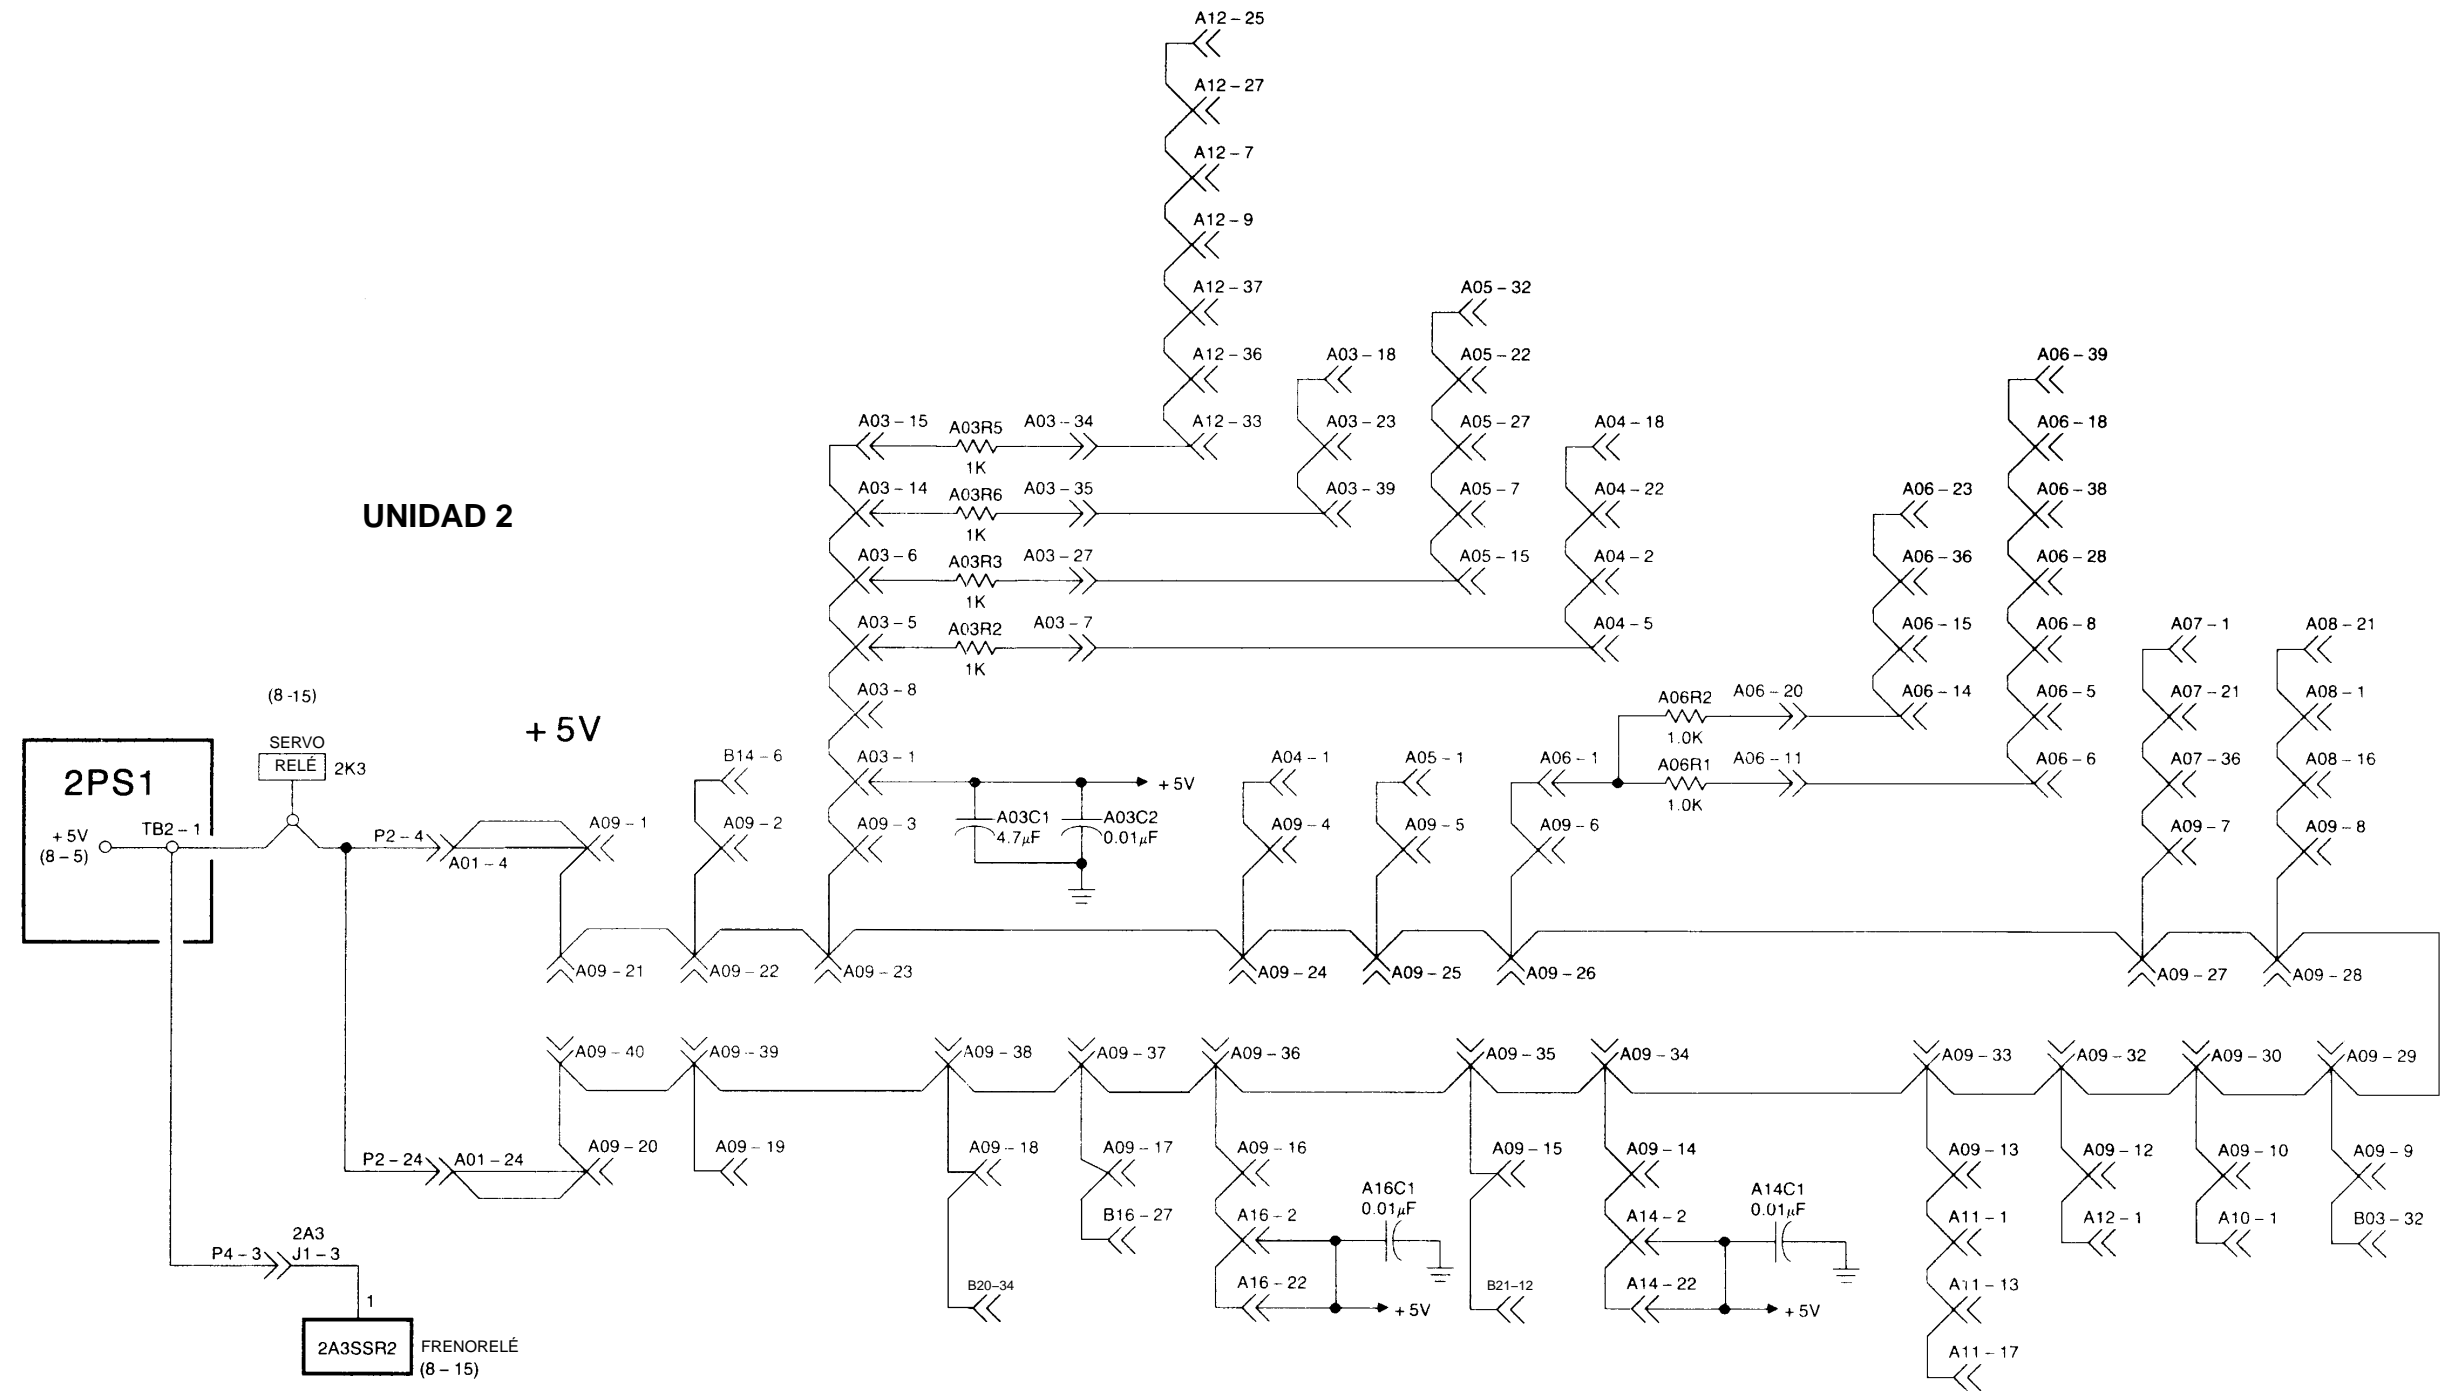 A12 – 25
A12 – 27
A12 – 7
A12 – 9
A12 – 37
A05 – 32
A12 – 36
A03 – 18
A05 – 22
A06 – 39
A03 – 15
A03R5
1K
A03 – 34
A12 – 33
A03 – 23
A05 – 27
A04 – 18
A06 – 18
UNIDAD 2
A03 – 14
A03R6
1K
A03 – 35
A03 – 39
A05 – 7
A04 – 22
A06 – 23
A06 – 38
A03 – 6
A03R3
1K
A03 – 27
A05 – 15
A04 – 2
A06 – 36
A06 – 28
A03 – 5
A03R2
1K
A03 – 7
A04 – 5
A06 – 15
A06 – 8
A07 – 1
A08 – 21
(8 -15)
SERVO
RELÉ
2K3
+ 5V
A03 – 8
A06R2
1.0K
A06 – 20
A06 – 14
A06 – 5
A07 – 21
A08 – 1
2PS1
B14 – 6
A03 – 1
+ 5V
A04 – 1
A05 – 1
A06 – 1
A06R1
1.0K
A06 – 11
A06 – 6
A07 – 36
A08 – 16
+ 5V
(8 – 5)
TB2 – 1
P2 – 4
A01 – 4
A09 – 1
A09 – 2
A09 – 3
A03C1
4.7µF
A03C2
0.01µF
A09 – 4
A09 – 5
A09 – 6
A09 – 7
A09 – 8
A09 – 21
A09 – 22
A09 – 23
A09 – 24
A09 – 25
A09 – 26
A09 – 27
A09 – 28
A09 – 40
A09 – 39
A09 – 38
A09 – 37
A09 – 36
A09 – 35
A09 – 34
A09 – 33
A09 – 32
A09 – 30
A09 – 29
P2 – 24
A01 – 24
A09 – 20
A09 – 19
A09 – 18
A09 – 17
A09 – 16
A09 – 15
A09 – 14
A09 – 13
A09 – 12
A09 – 10
A09 – 9
B16 – 27
A16 – 2
A16C1
0.01µF
A14 – 2
A14C1
0.01µF
A11 – 1
A12 – 1
A10 – 1
B03 – 32
P4 – 3
2A3
J1 – 3
B20–34
A16 – 22
+ 5V
B21–12
A14 – 22
+ 5V
A11 – 13
1
2A3SSR2
FRENORELÉ
(8 – 15)
A11 – 17